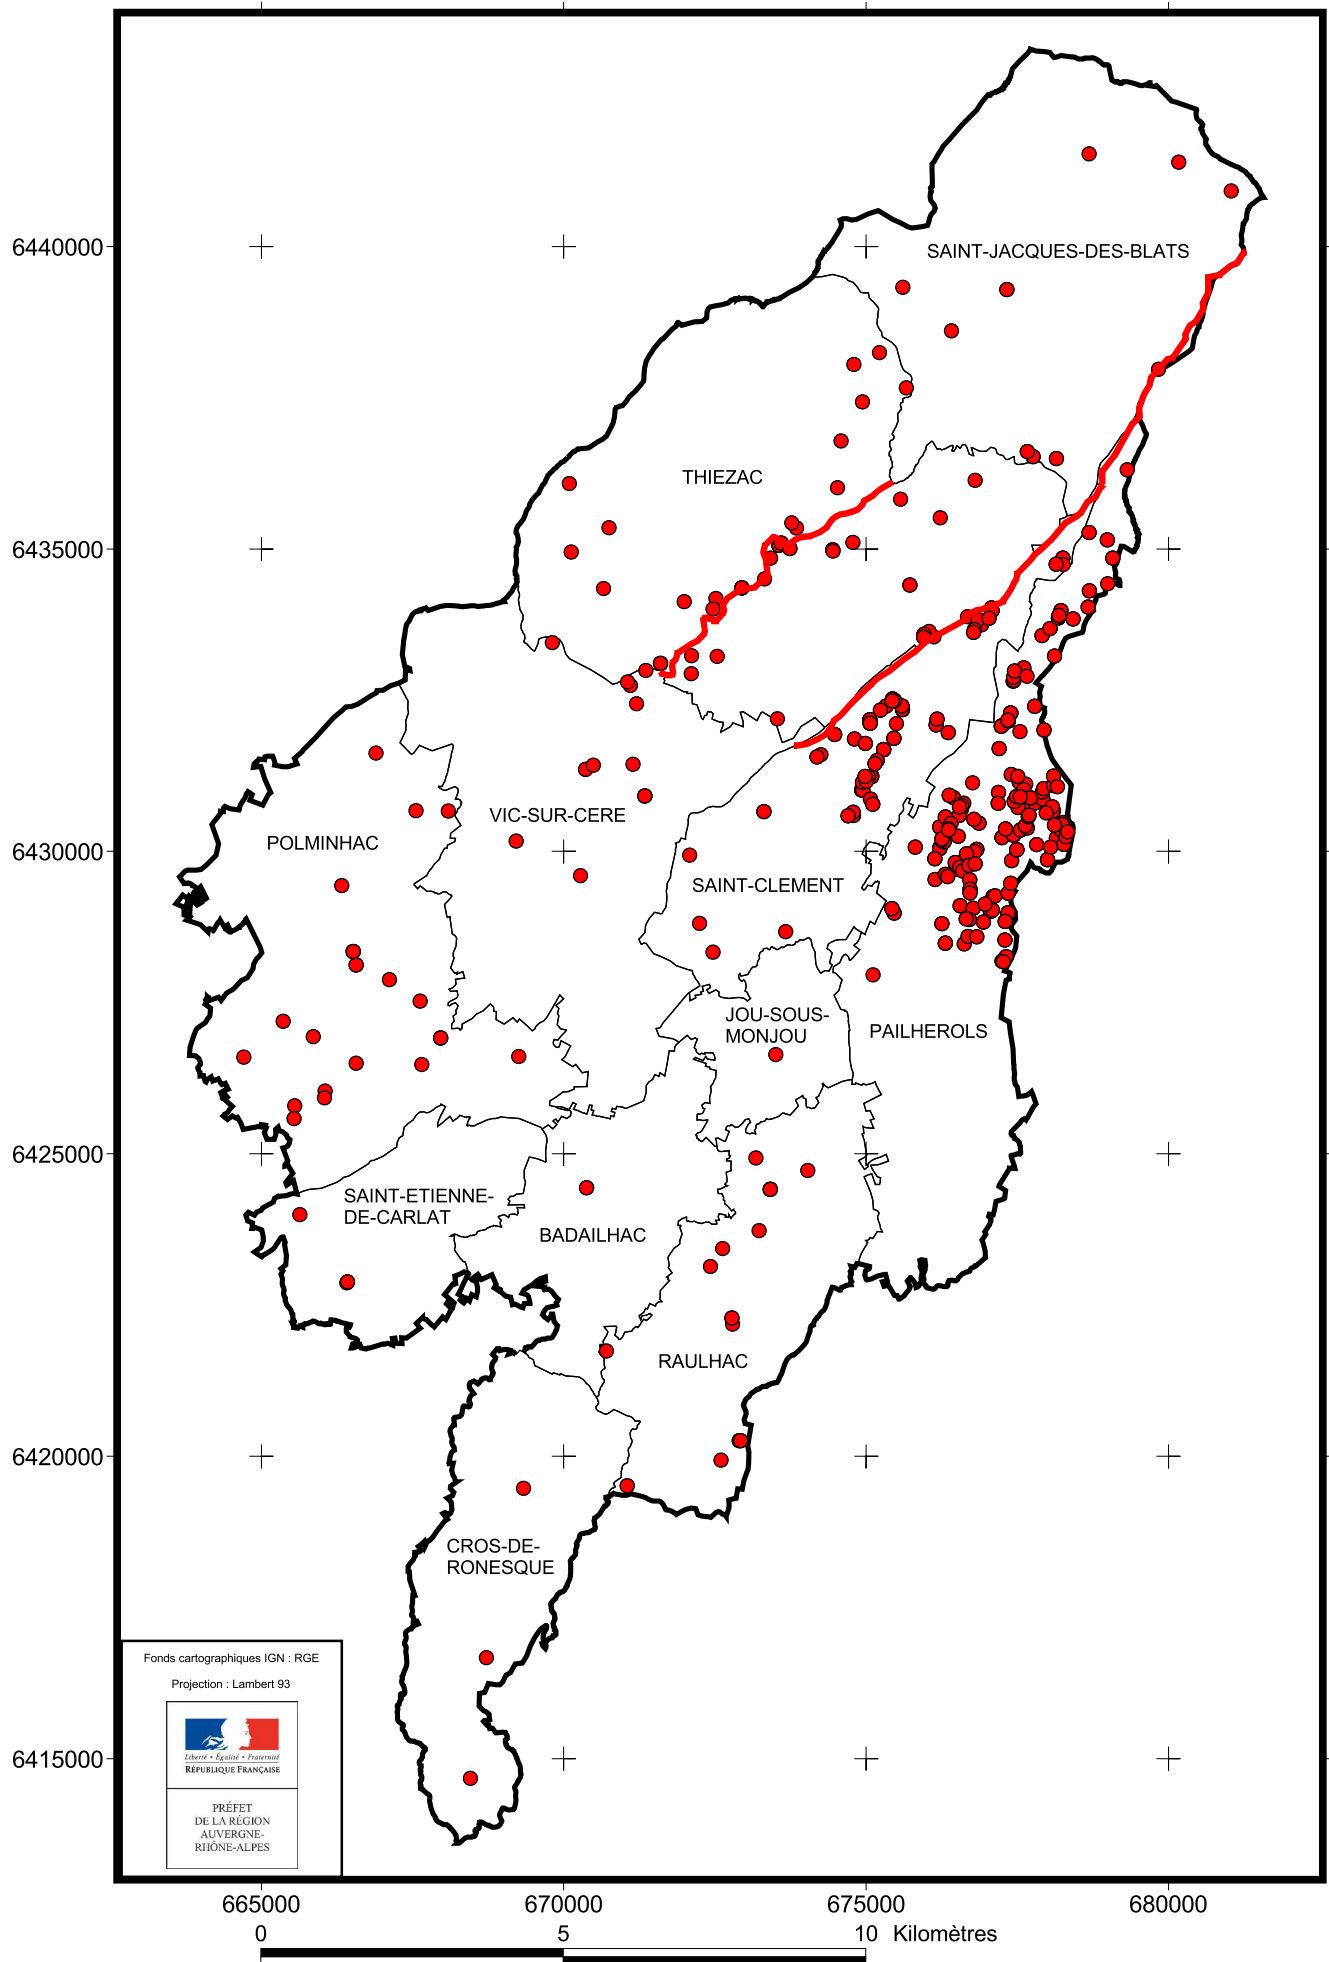 6440000
SAINT-JACQUES-DES-BLATS
THIEZAC
6435000
VIC-SUR-CERE
POLMINHAC
6430000
SAINT-CLEMENT
JOU-SOUS-
MONJOU
PAILHEROLS
6425000
SAINT-ETIENNE-
DE-CARLAT
BADAILHAC
RAULHAC
6420000
CROS-DE-
RONESQUE
Fonds cartographiques IGN : RGE
Projection : Lambert 93
6415000
Liberté • Égalité • Fraternité
RÉPUBLIQUE FRANÇAISE
PRÉFET
DE LA RÉGION
AUVERGNE-
RHÔNE-ALPES
665000 670000 675000 680000
0 5 10 Kilomètres